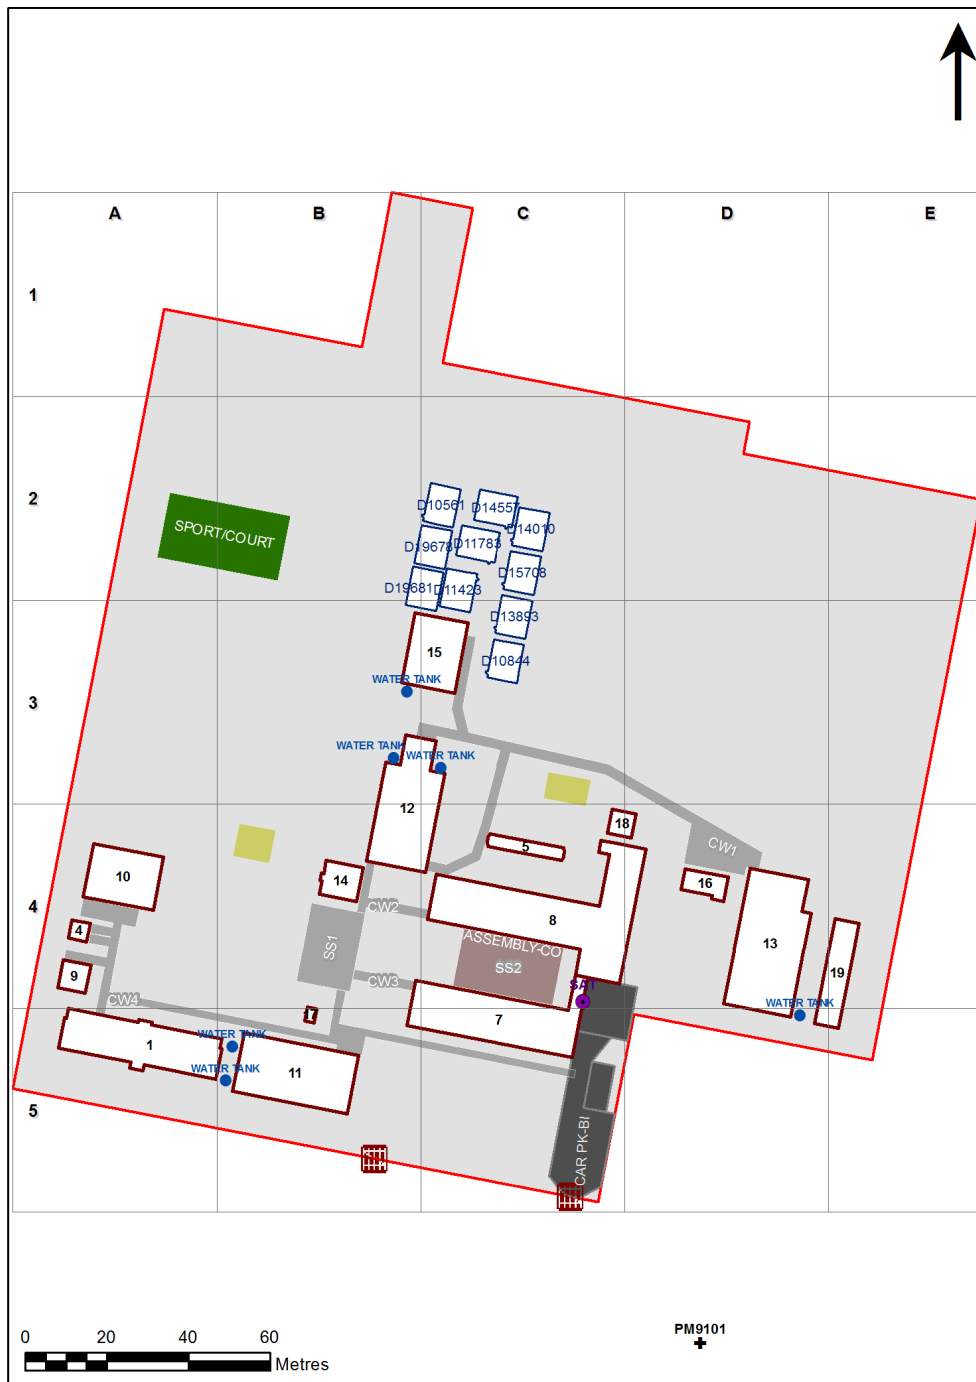 A B C D E
1
2
D10561
D14557
SPORT/COURT
D14010
D19678
D11783
D15708
D19681
D11423
D13893
15
D10844
WATER TANK
3
WATER TANK
WATER TANK
12
18
5
CW1
10
14
16
CW2
4
4
8
SS1
ASSEMBLY-CO
13
SS2
9
CW3
19
SAT
CW4
WATER TANK
17
7
WATER TANK
1
WATER TANK
11
5
CAR PK-BI
PM9101
0 20 40 60
Metres